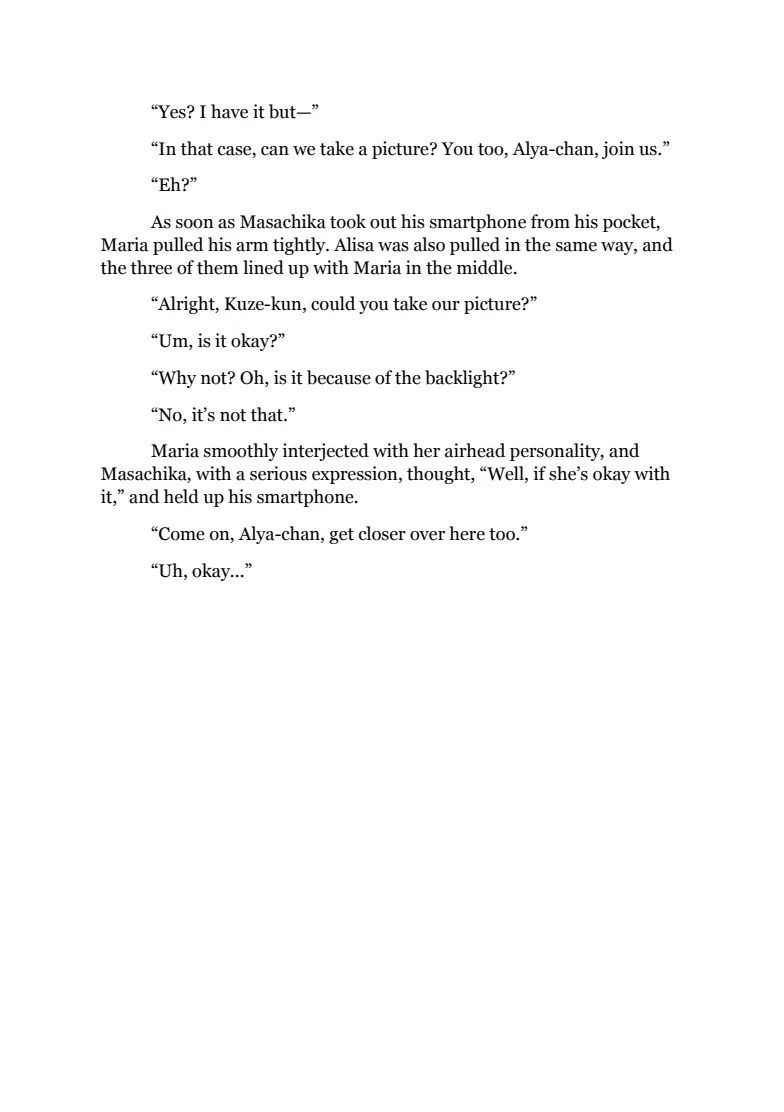 “Yes? I have it but—”
“In that case, can we take a picture? You too, Alya-chan, join us.”
“Eh?”
As soon as Masachika took out his smartphone from his pocket,
Maria pulled his arm tightly. Alisa was also pulled in the same way, and
the three of them lined up with Maria in the middle.
“Alright, Kuze-kun, could you take our picture?”
“Um, is it okay?”
“Why not? Oh, is it because of the backlight?”
“No, it’s not that.”
Maria smoothly interjected with her airhead personality, and
Masachika, with a serious expression, thought, “Well, if she’s okay with
it,” and held up his smartphone.
“Come on, Alya-chan, get closer over here too.”
“Uh, okay...”